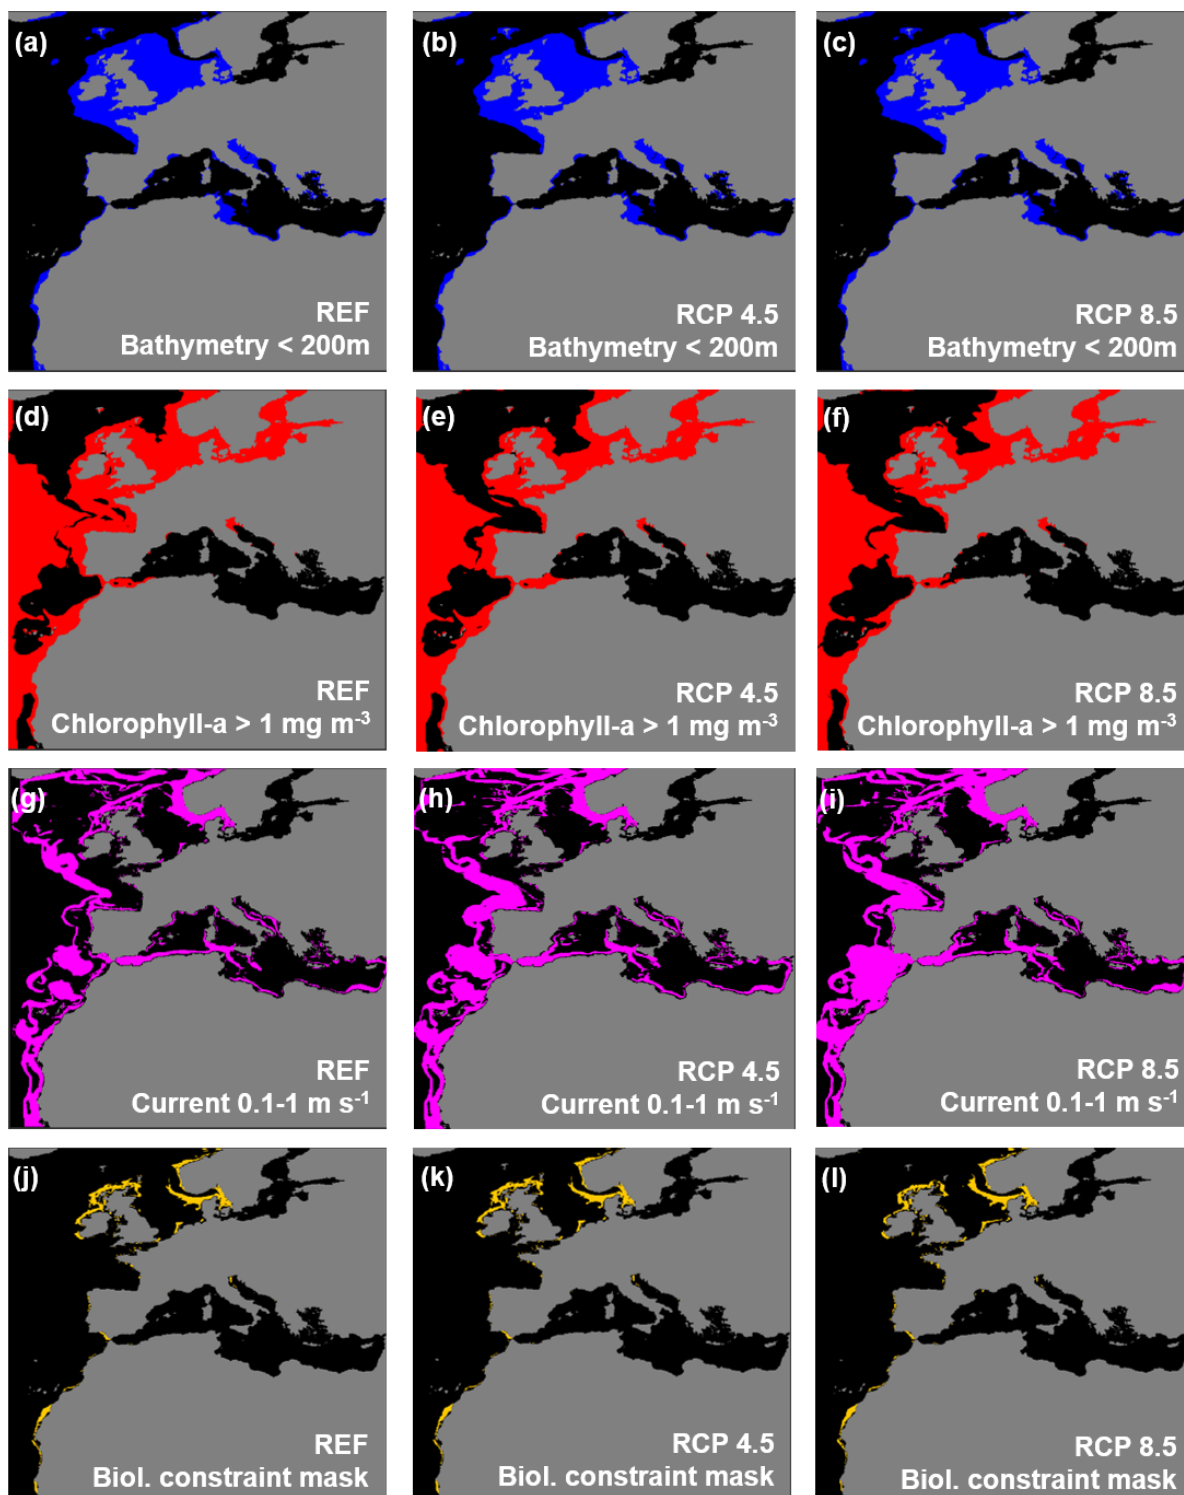 (a)
REF
Bathymetry < 200m
(b)
RCP 4.5
Bathymetry < 200m
(c)
RCP 8.5
Bathymetry < 200m
(d)
REF
Chlorophyll-a > 1 mg m⁻³
(e)
RCP 4.5
Chlorophyll-a > 1 mg m⁻³
(f)
RCP 8.5
Chlorophyll-a > 1 mg m⁻³
(g)
REF
Current 0.1-1 m s⁻¹
(h)
RCP 4.5
Current 0.1-1 m s⁻¹
(i)
RCP 8.5
Current 0.1-1 m s⁻¹
(j)
REF
Biol. constraint mask
(k)
RCP 4.5
Biol. constraint mask
(l)
RCP 8.5
Biol. constraint mask